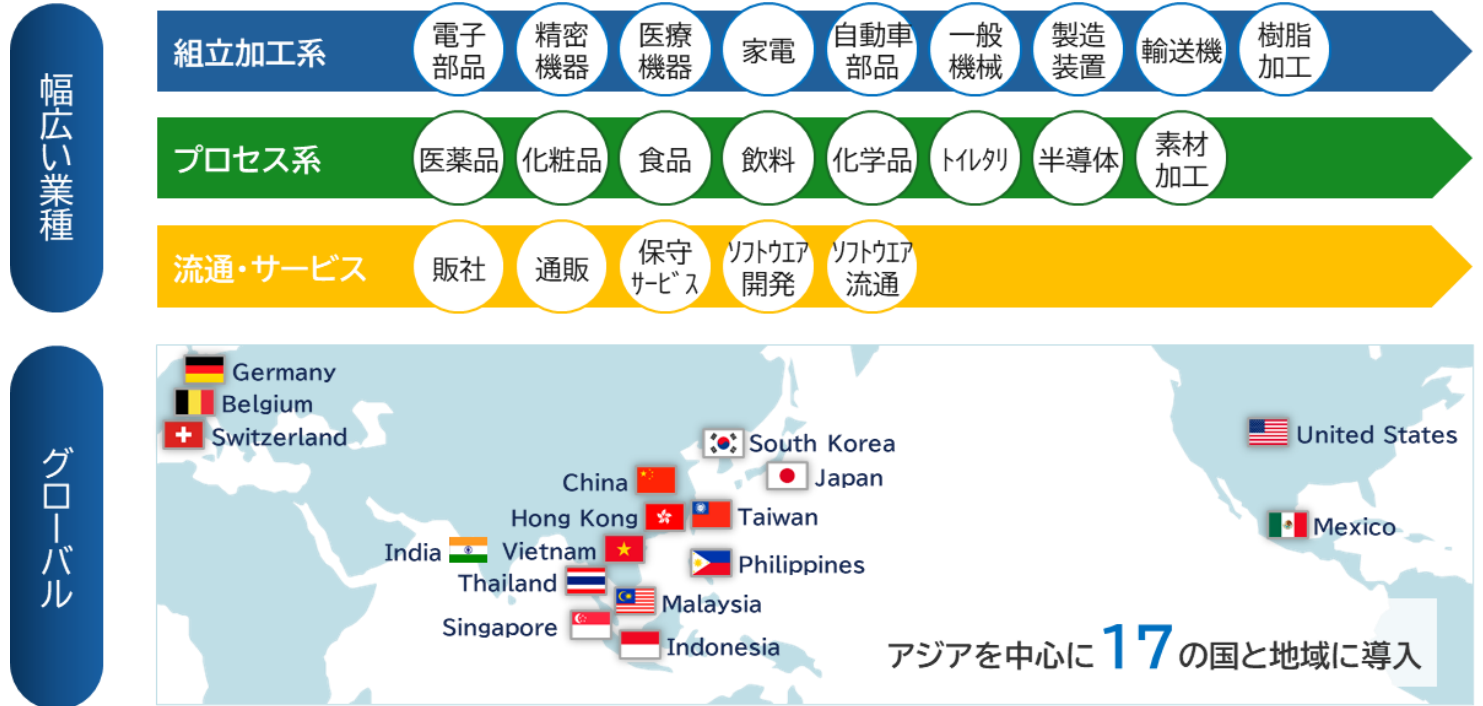 幅広い業種
組立加工系
電子
部品
精密
機器
医療
機器
家電
自動車
部品
一般
機械
製造
装置
輸送機
樹脂
加工
プロセス系
医薬品
化粧品
食品
飲料
化学品
ﾄｲﾚﾀﾘ
半導体
素材
加工
流通・サービス
販社
通販
保守
ｻｰﾋﾞｽ
ｿﾌﾄｳｴｱ
開発
ｿﾌﾄｳｴｱ
流通
グローバル
Germany
Belgium
Switzerland
South Korea
United States
China
Japan
Hong Kong
Taiwan
Mexico
India
Vietnam
Philippines
Thailand
Malaysia
Singapore
Indonesia
アジアを中心に 17 の国と地域に導入